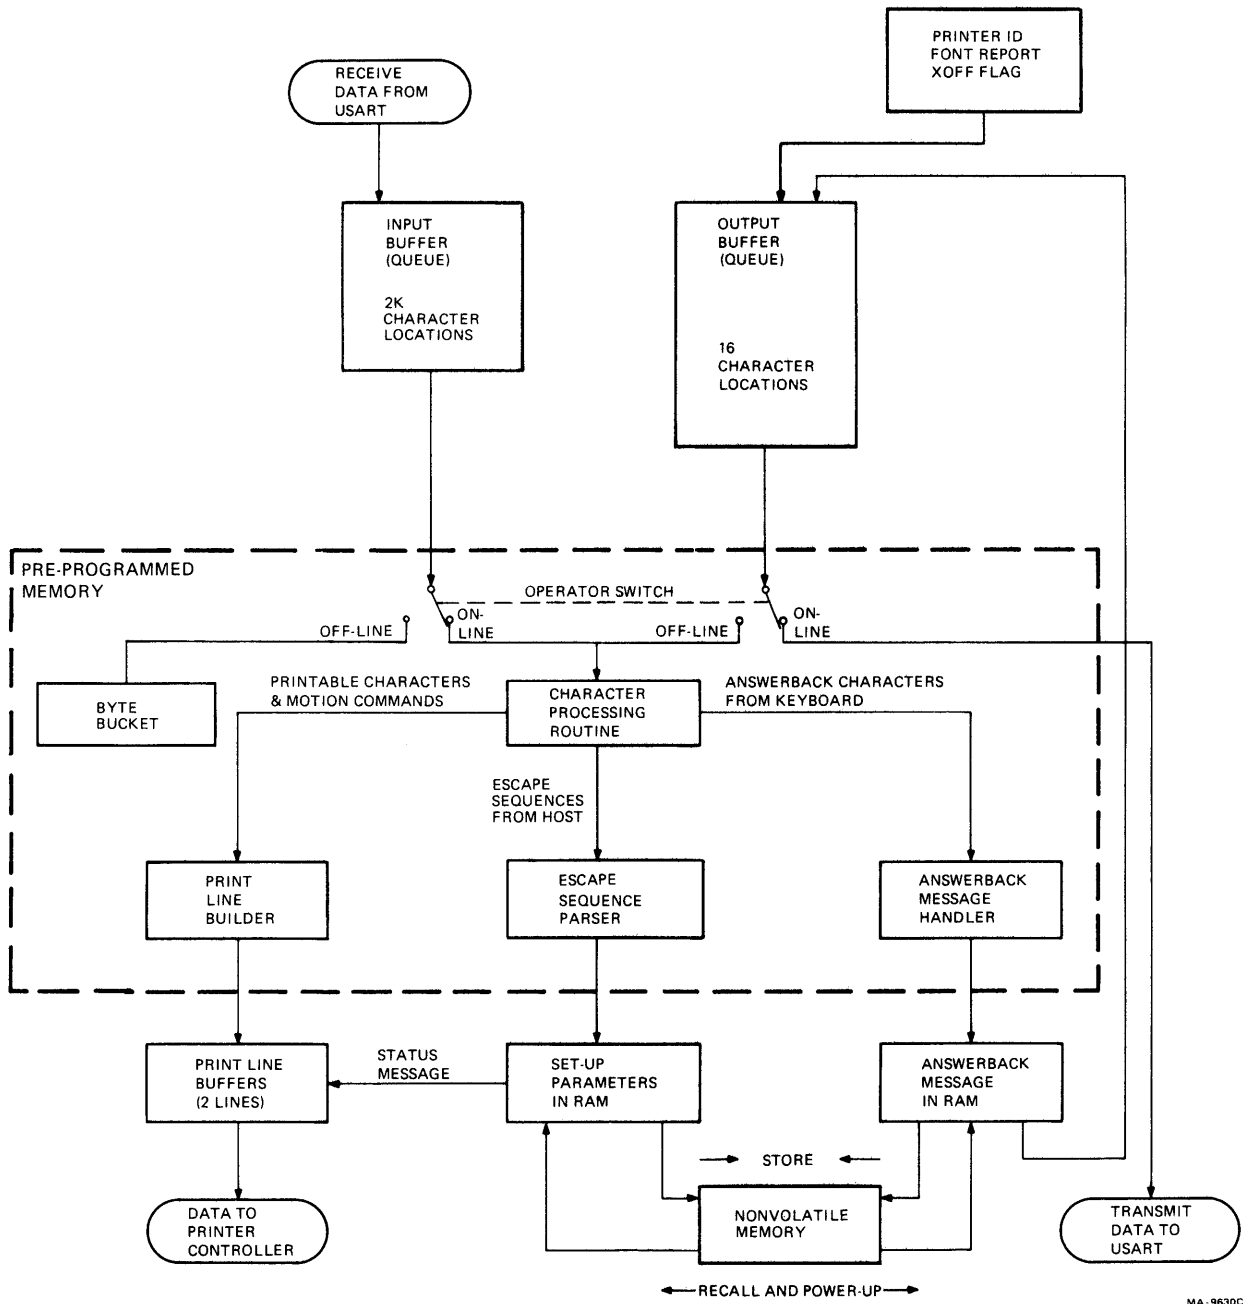 PRINTER ID
FONT REPORT
XOFF FLAG
RECEIVE
DATA FROM
USART
INPUT
BUFFER
(QUEUE)
2K
CHARACTER
LOCATIONS
OUTPUT
BUFFER
(QUEUE)
16
CHARACTER
LOCATIONS
PRE-PROGRAMMED
MEMORY
OPERATOR SWITCH
OFF-LINE
ON-
LINE
OFF-LINE
ON-
LINE
BYTE
BUCKET
PRINTABLE CHARACTERS
& MOTION COMMANDS
CHARACTER
PROCESSING
ROUTINE
ANSWERBACK CHARACTERS
FROM KEYBOARD
ESCAPE
SEQUENCES
FROM HOST
PRINT
LINE
BUILDER
ESCAPE
SEQUENCE
PARSER
ANSWERBACK
MESSAGE
HANDLER
PRINT LINE
BUFFERS
(2 LINES)
STATUS
MESSAGE
SET-UP
PARAMETERS
IN RAM
ANSWERBACK
MESSAGE
IN RAM
STORE
DATA TO
PRINTER
CONTROLLER
NONVOLATILE
MEMORY
TRANSMIT
DATA TO
USART
RECALL AND POWER-UP
MA-9630C